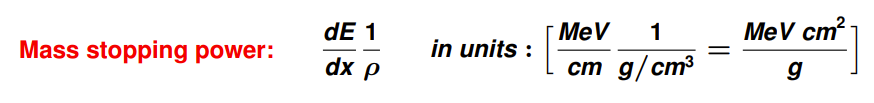 Mass stopping power: dE/dx 1/ρ in units : [ MeV/cm 1/g/cm³ = MeV cm²/g ]